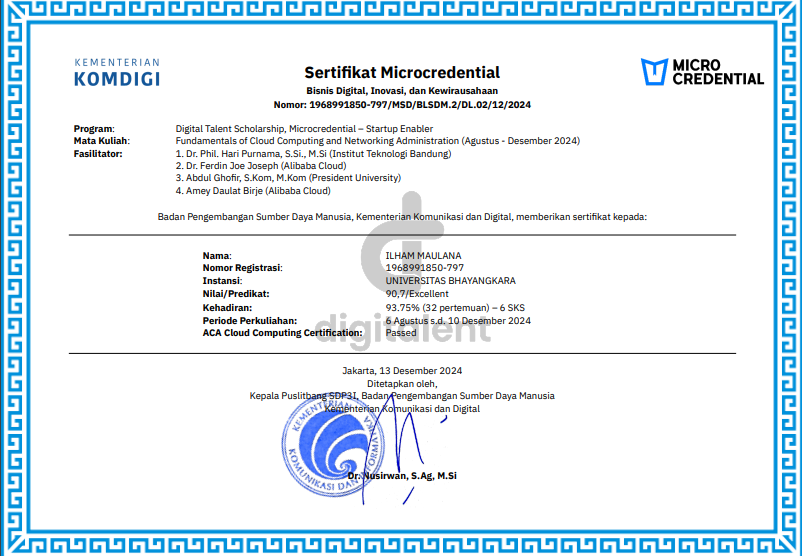 KEMENTERIAN
KOMDIGI
MICRO
CREDENTIAL
Sertifikat Microcredential
Bisnis Digital, Inovasi, dan Kewirausahaan
Nomor: 1968991850-797/MSD/BLSDM.2/DL.02/12/2024
Program: Digital Talent Scholarship, Microcredential – Startup Enabler
Mata Kuliah: Fundamentals of Cloud Computing and Networking Administration (Agustus - Desember 2024)
Fasilitator: 1. Dr. Phil. Hari Purnama, S.Si., M.Si (Institut Teknologi Bandung)
2. Dr. Ferdin Joe Joseph (Alibaba Cloud)
3. Abdul Ghofir, S.Kom, M.Kom (President University)
4. Amey Daulat Birje (Alibaba Cloud)
Badan Pengembangan Sumber Daya Manusia, Kementerian Komunikasi dan Digital, memberikan sertifikat kepada:
Nama: ILHAM MAULANA
Nomor Registrasi: 1968991850-797
Instansi: UNIVERSITAS BHAYANGKARA
Nilai/Predikat: 90,7/Excellent
Kehadiran: 93.75% (32 pertemuan) – 6 SKS
Periode Perkuliahan: 6 Agustus s.d. 10 Desember 2024
ACA Cloud Computing Certification: Passed
digitalent
Jakarta, 13 Desember 2024
Ditetapkan oleh,
Kepala Puslitbang SDP3I, Badan Pengembangan Sumber Daya Manusia
Kementerian Komunikasi dan Digital
KEMENTERIAN
KOMUNIKASI DAN INFORMATIKA
Dr. Nusirwan, S.Ag, M.Si